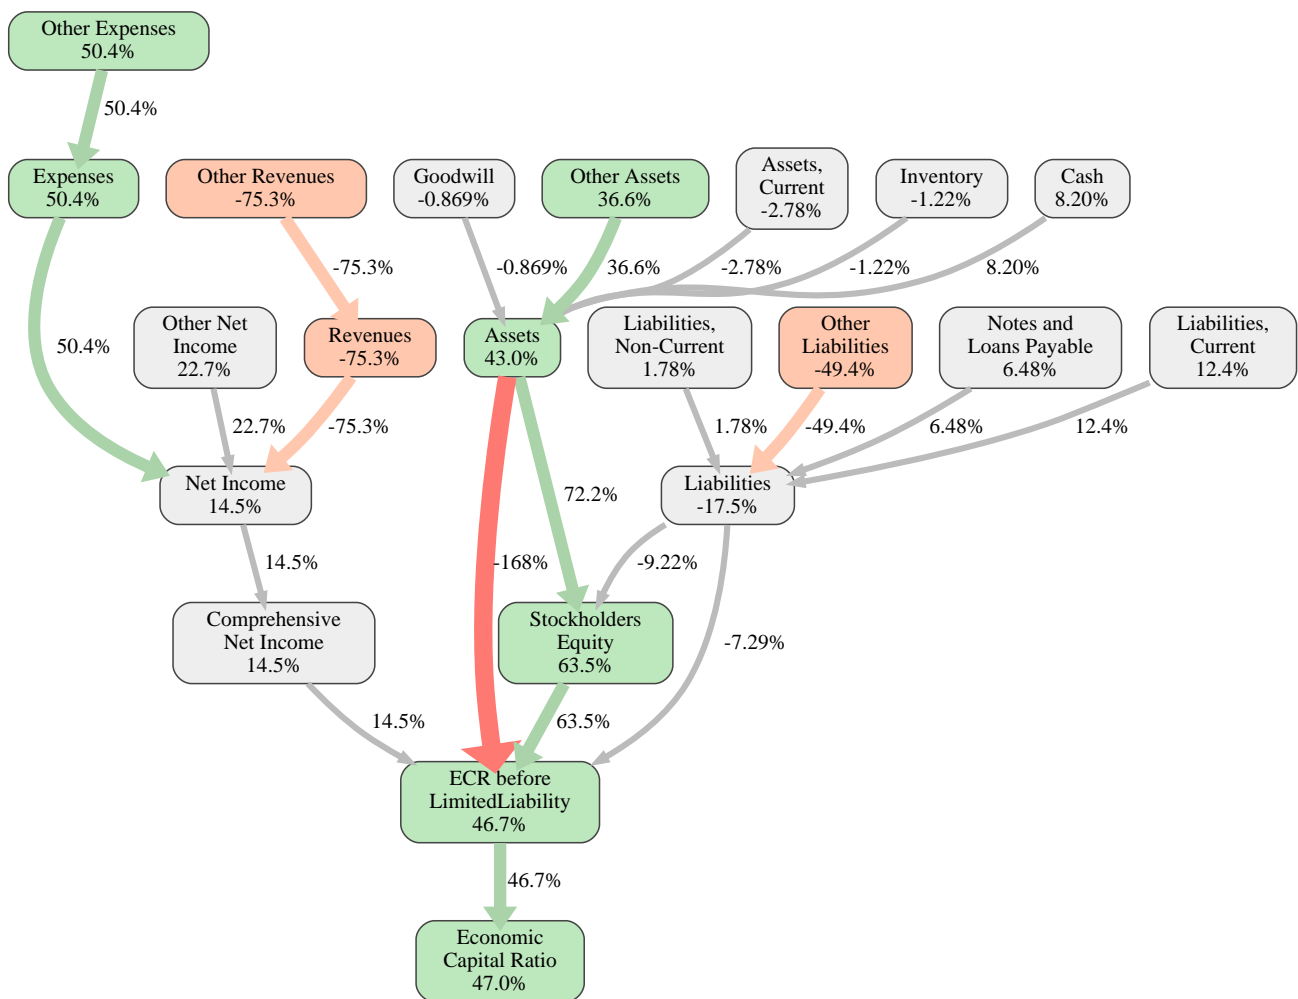 Other Expenses
50.4%
50.4%
Expenses
50.4%
Other Revenues
-75.3%
Goodwill
-0.869%
Other Assets
36.6%
Assets,
Current
-2.78%
Inventory
-1.22%
Cash
8.20%
-75.3%
-0.869%
36.6%
-2.78%
-1.22%
8.20%
50.4%
Other Net
Income
22.7%
Revenues
-75.3%
Assets
43.0%
Liabilities,
Non-Current
1.78%
Other
Liabilities
-49.4%
Notes and
Loans Payable
6.48%
Liabilities,
Current
12.4%
22.7%
-75.3%
1.78%
-49.4%
6.48%
12.4%
Net Income
14.5%
72.2%
Liabilities
-17.5%
14.5%
-168%
-9.22%
Comprehensive
Net Income
14.5%
Stockholders
Equity
63.5%
-7.29%
14.5%
63.5%
ECR before
LimitedLiability
46.7%
46.7%
Economic
Capital Ratio
47.0%